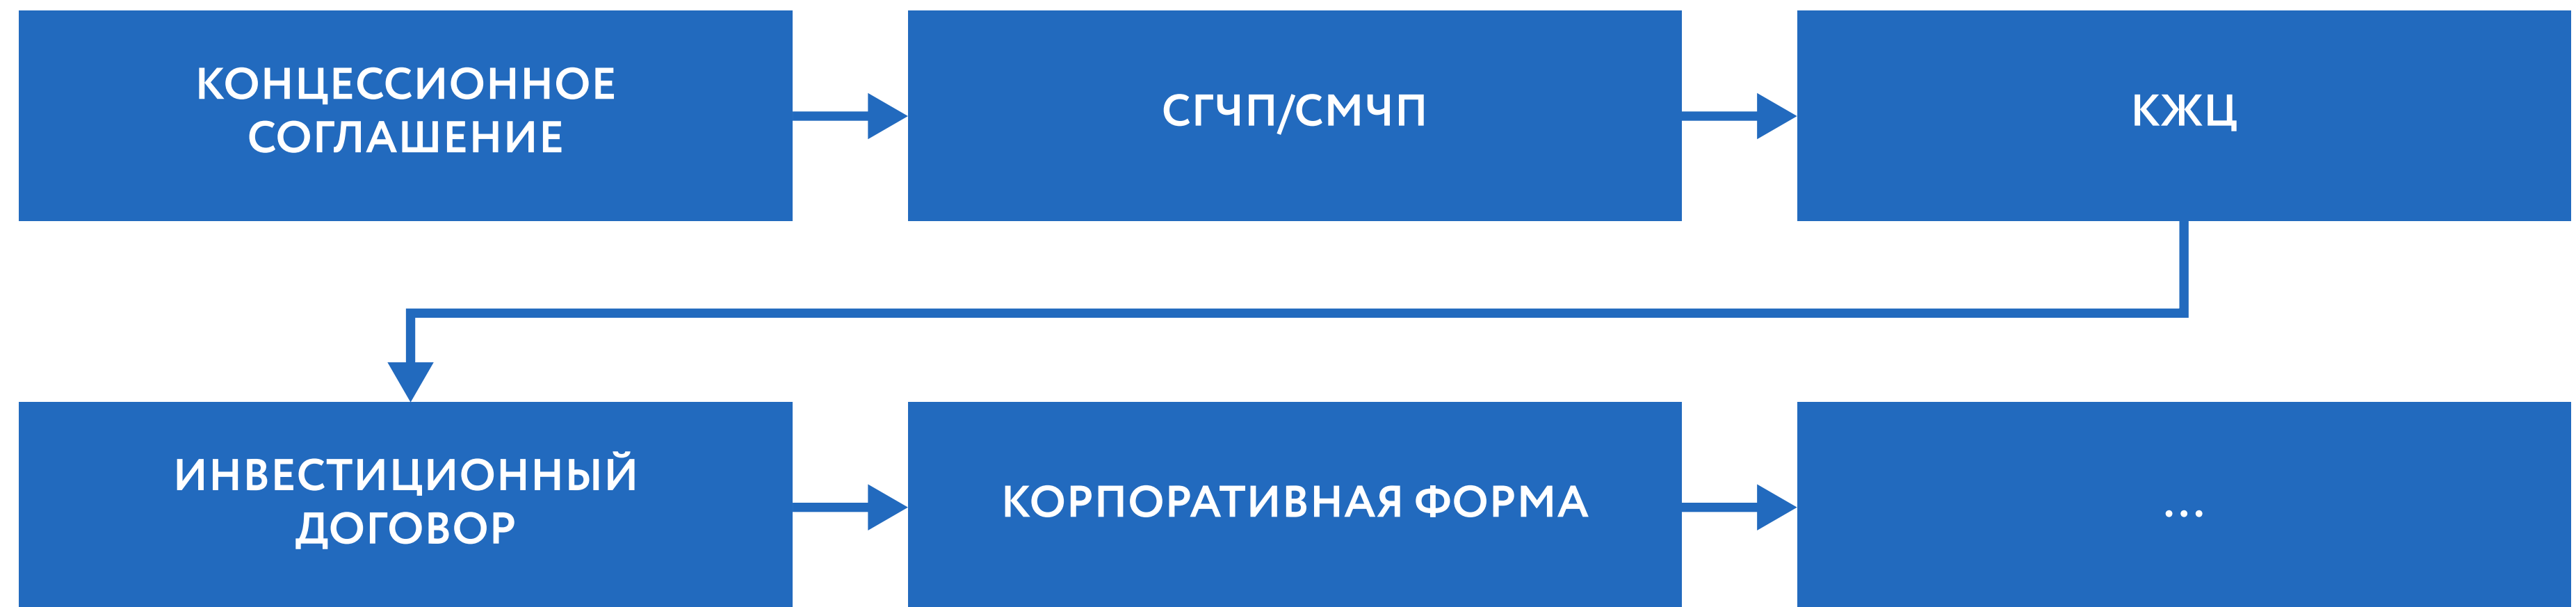 КОНЦЕССИОННОЕ
СОГЛАШЕНИЕ
СГЧП/СМЧП
КЖЦ
ИНВЕСТИЦИОННЫЙ
ДОГОВОР
КОРПОРАТИВНАЯ ФОРМА
...